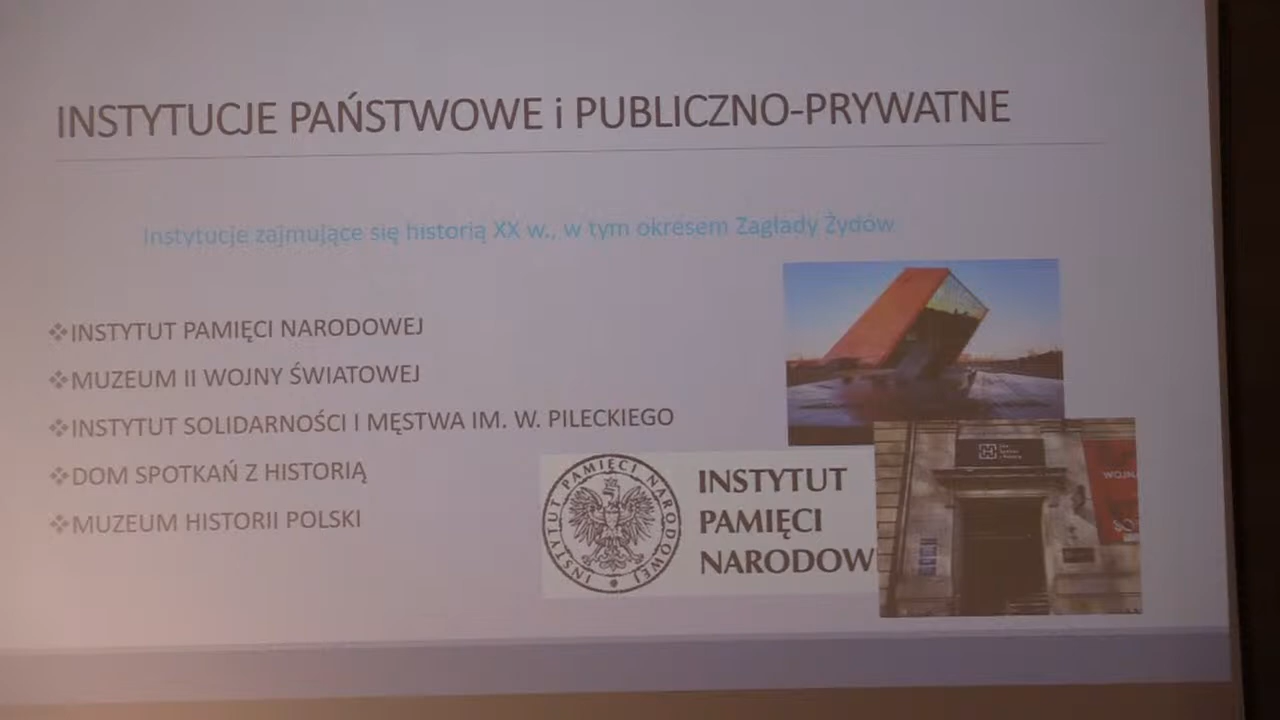 INSTYTUCJE PAŃSTWOWE i PUBLICZNO-PRYWATNE
Instytucje zajmujące się historią XX w., w tym okresem Zagłady Żydów
❖INSTYTUT PAMIĘCI NARODOWEJ
❖MUZEUM II WOJNY ŚWIATOWEJ
❖INSTYTUT SOLIDARNOŚCI I MĘSTWA IM. W. PILECKIEGO
❖DOM SPOTKAŃ Z HISTORIĄ
❖MUZEUM HISTORII POLSKI
INSTYTUT PAMIĘCI NARODOWEJ
INSTYTUT
PAMIĘCI
NARODOW
WOJN